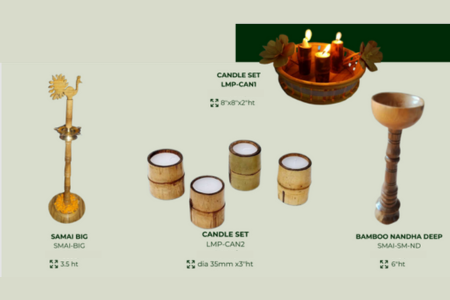 CANDLE SET
LMP-CAN1
8"x8"x2"ht
SAMAI BIG
SMAI-BIG
3.5 ht
CANDLE SET
LMP-CAN2
dia 35mm x3"ht
BAMBOO NANDHA DEEP
SMAI-SM-ND
6"ht